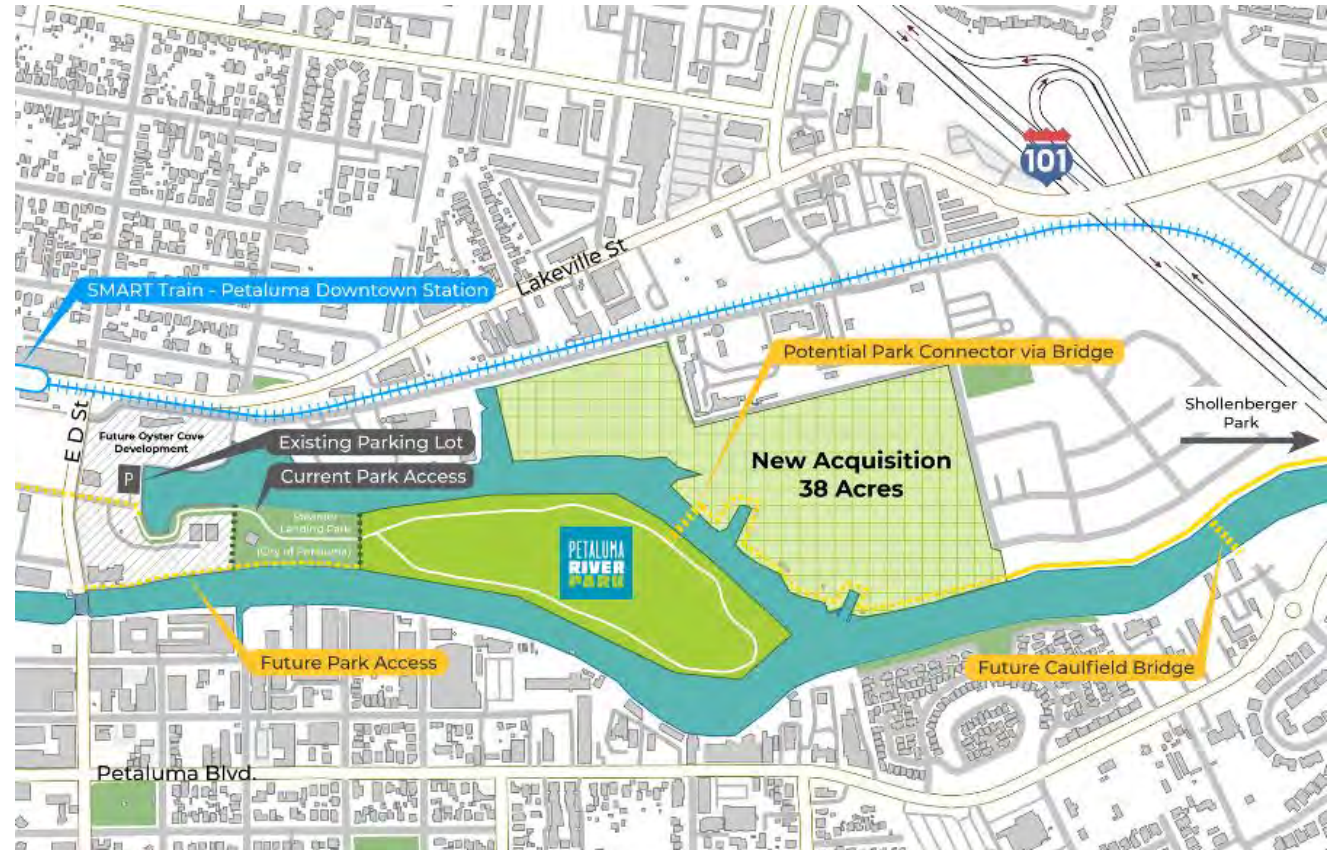 101
SMART Train - Petaluma Downtown Station
Lakeville St
Potential Park Connector via Bridge
E D St
Future Oyster Cove
Development
Existing Parking Lot
P
Current Park Access
Shollenberger
Park
New Acquisition
38 Acres
Steamer
Landing Park
(City of Petaluma)
PETALUMA
RIVER
PARK
Future Park Access
Future Caulfield Bridge
Petaluma Blvd.